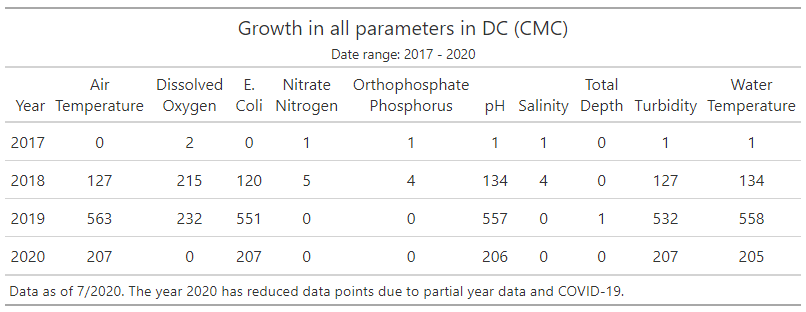 Growth in all parameters in DC (CMC)
Date range: 2017 - 2020
Air Dissolved E. Nitrate Orthophosphate Total Water
Year Temperature Oxygen Coli Nitrogen Phosphorus pH Salinity Depth Turbidity Temperature
2017 0 2 0 1 1 1 1 0 1 1
2018 127 215 120 5 4 134 4 0 127 134
2019 563 232 551 0 0 557 0 1 532 558
2020 207 0 207 0 0 206 0 0 207 205
Data as of 7/2020. The year 2020 has reduced data points due to partial year data and COVID-19.